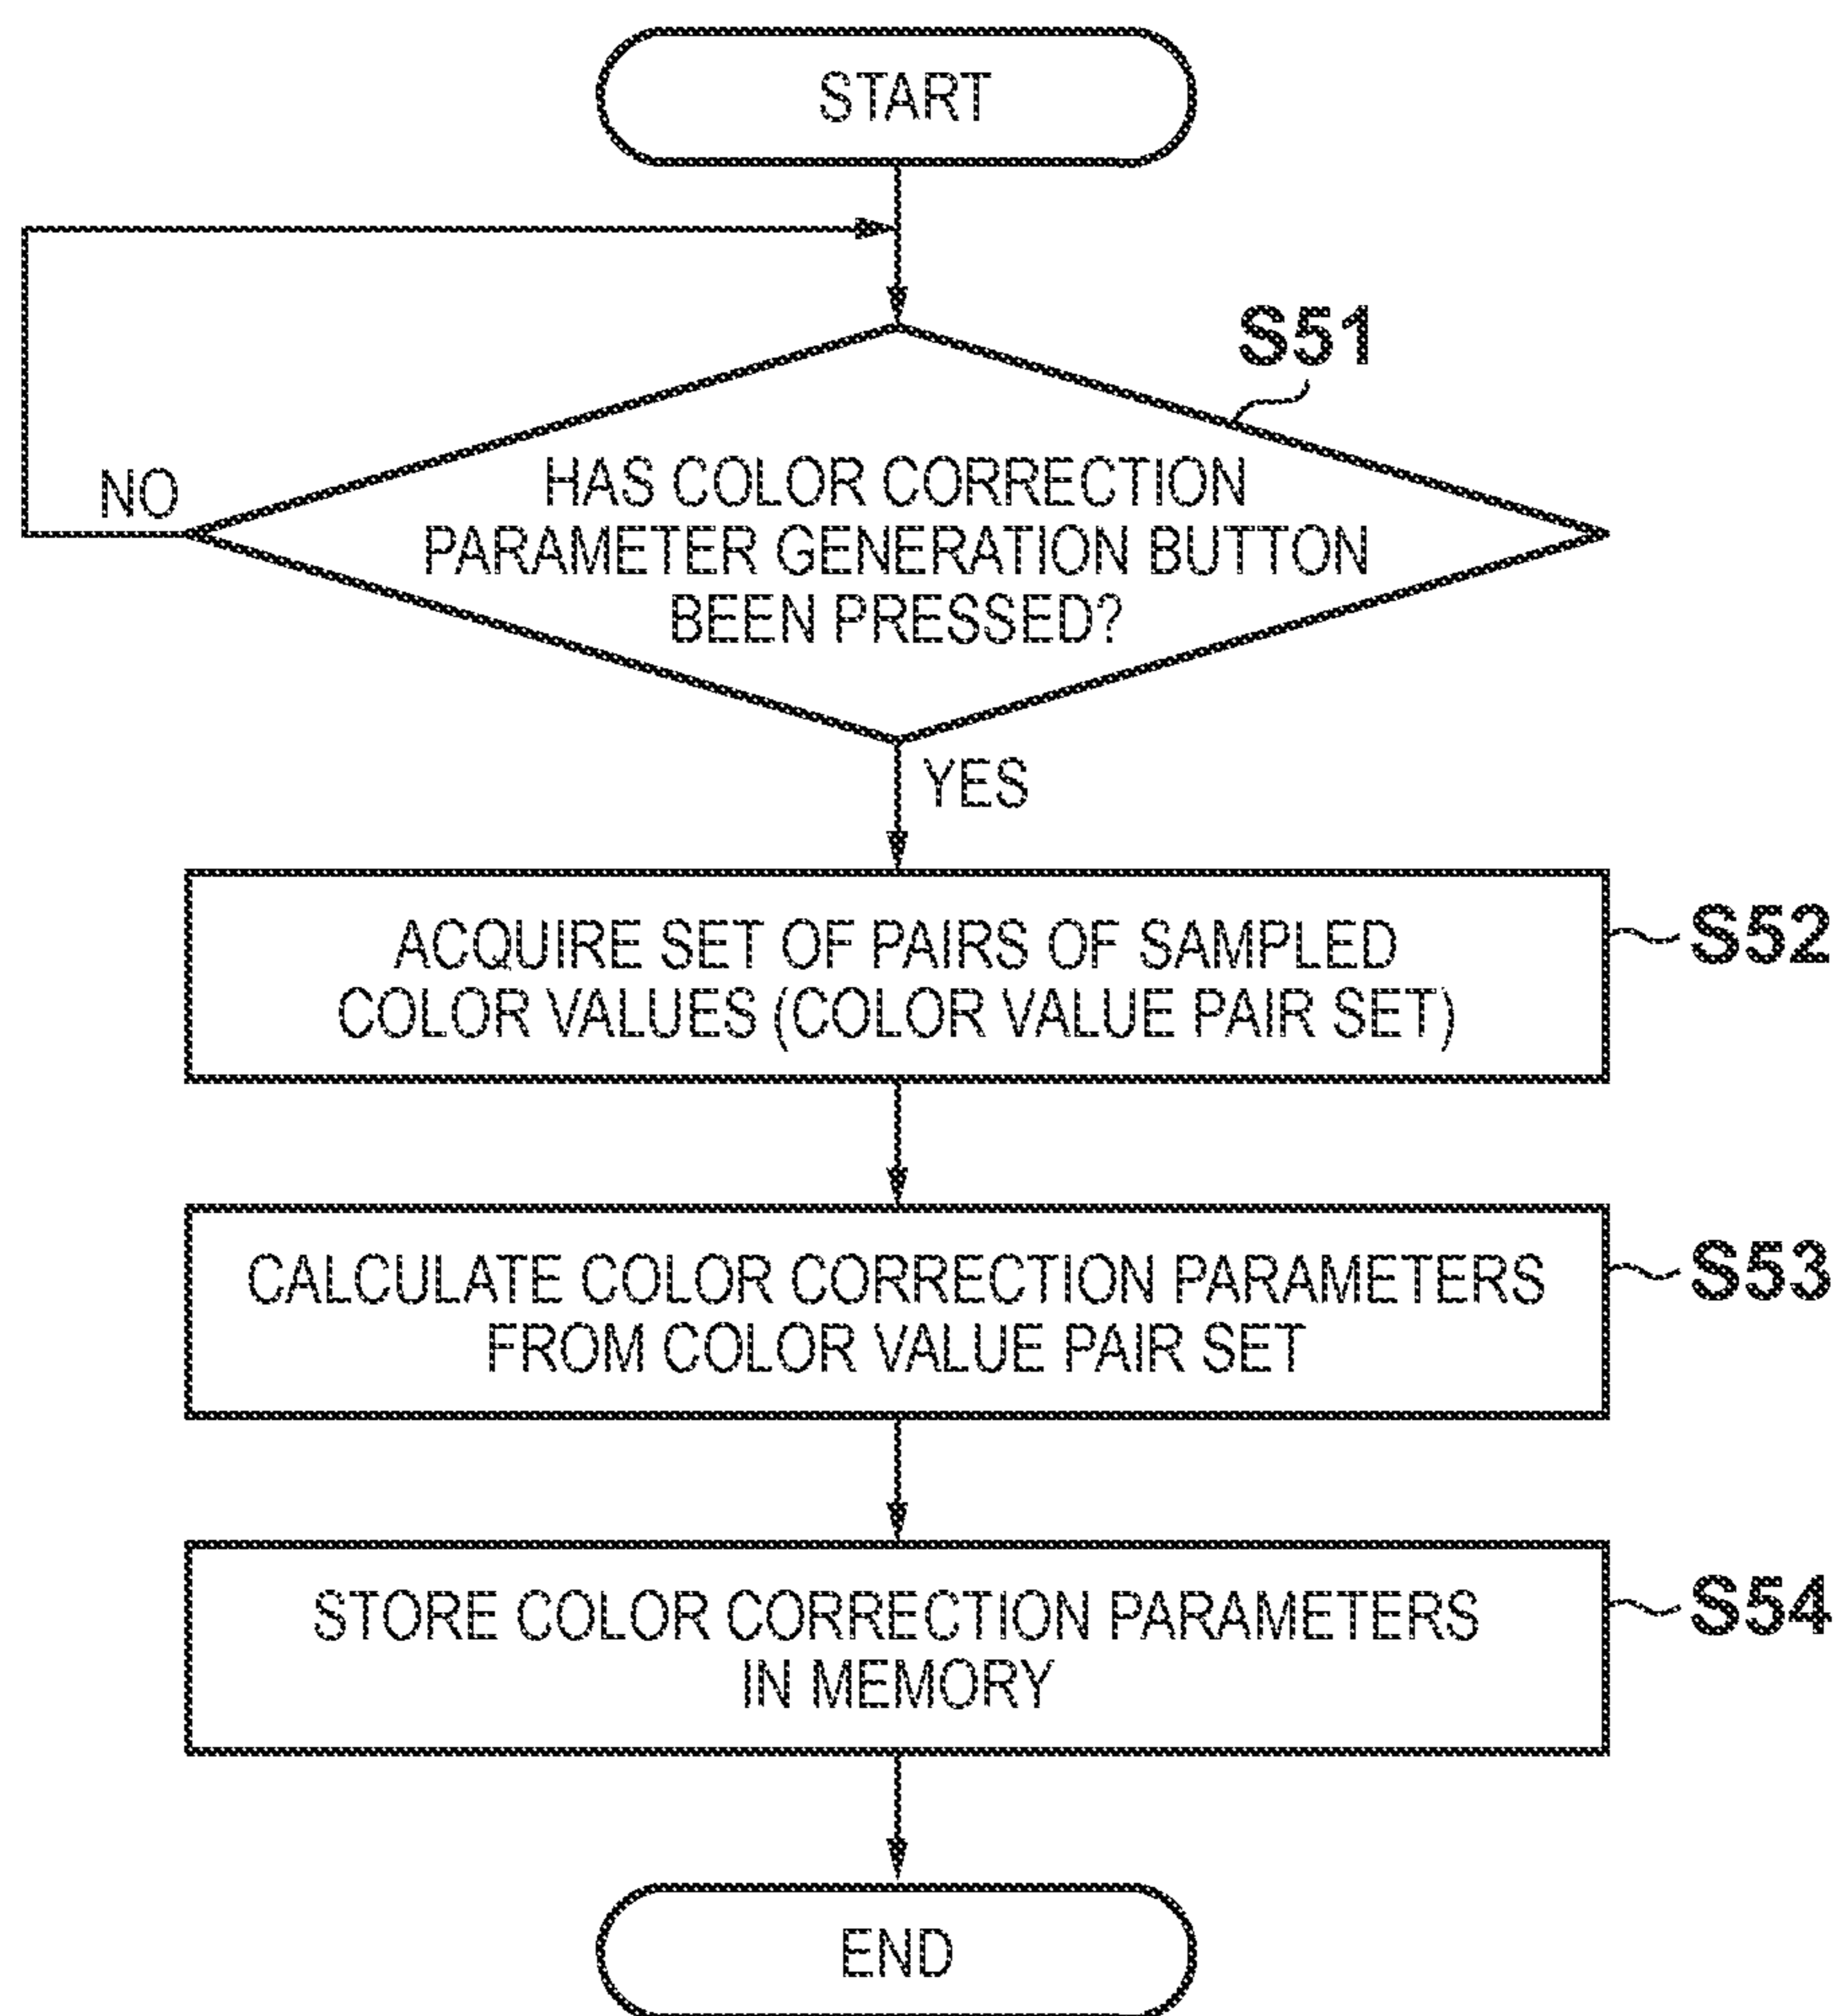 START
S51
HAS COLOR CORRECTION
PARAMETER GENERATION BUTTON
BEEN PRESSED?
NO
YES
ACQUIRE SET OF PAIRS OF SAMPLED
COLOR VALUES (COLOR VALUE PAIR SET)
S52
CALCULATE COLOR CORRECTION PARAMETERS
FROM COLOR VALUE PAIR SET
S53
STORE COLOR CORRECTION PARAMETERS
IN MEMORY
S54
END